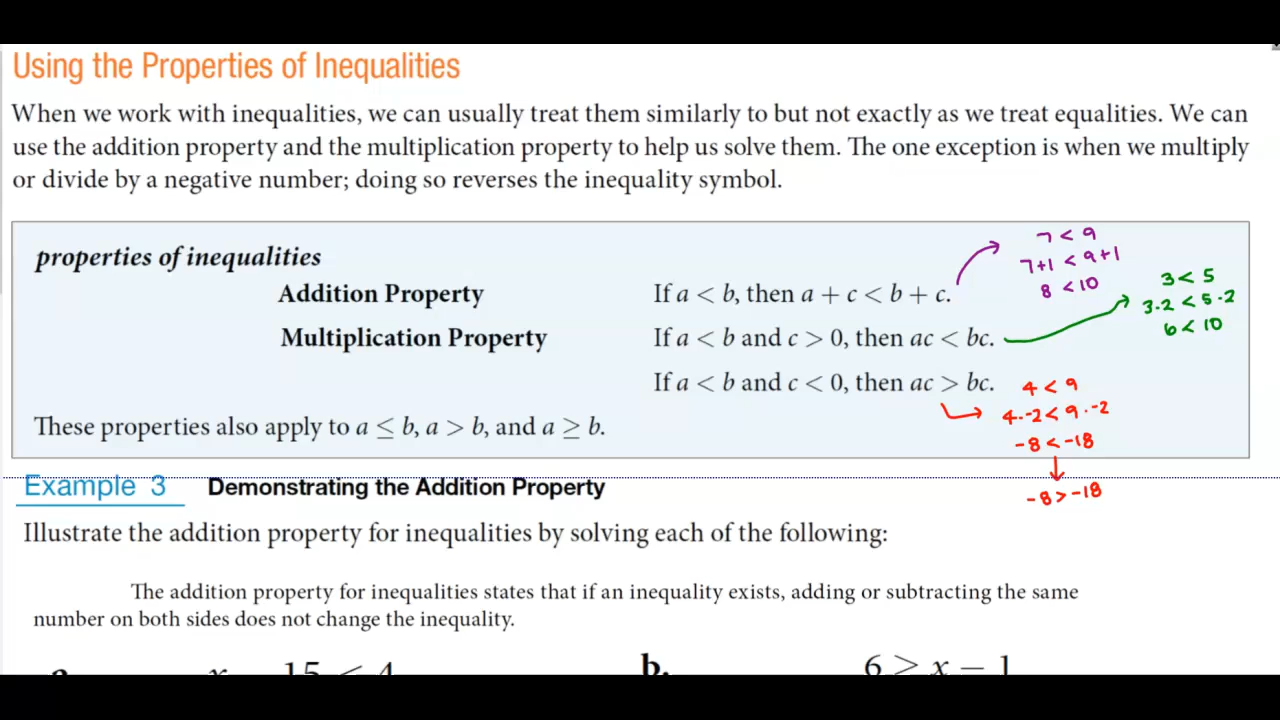 Using the Properties of Inequalities
When we work with inequalities, we can usually treat them similarly to but not exactly as we treat equalities. We can
use the addition property and the multiplication property to help us solve them. The one exception is when we multiply
or divide by a negative number; doing so reverses the inequality symbol.
properties of inequalities
Addition Property If a < b, then a + c < b + c.
Multiplication Property If a < b and c > 0, then ac < bc.
If a < b and c < 0, then ac > bc.
These properties also apply to a ≤ b, a > b, and a ≥ b.
7 < 9
7+1 < 9+1
8 < 10
3 < 5
3·2 < 5·2
6 < 10
4 < 9
4·-2 < 9·-2
-8 < -18
-8 > -18
Example 3 Demonstrating the Addition Property
Illustrate the addition property for inequalities by solving each of the following:
The addition property for inequalities states that if an inequality exists, adding or subtracting the same
number on both sides does not change the inequality.
a. x – 15 < 4 b. 6 ≥ x − 1